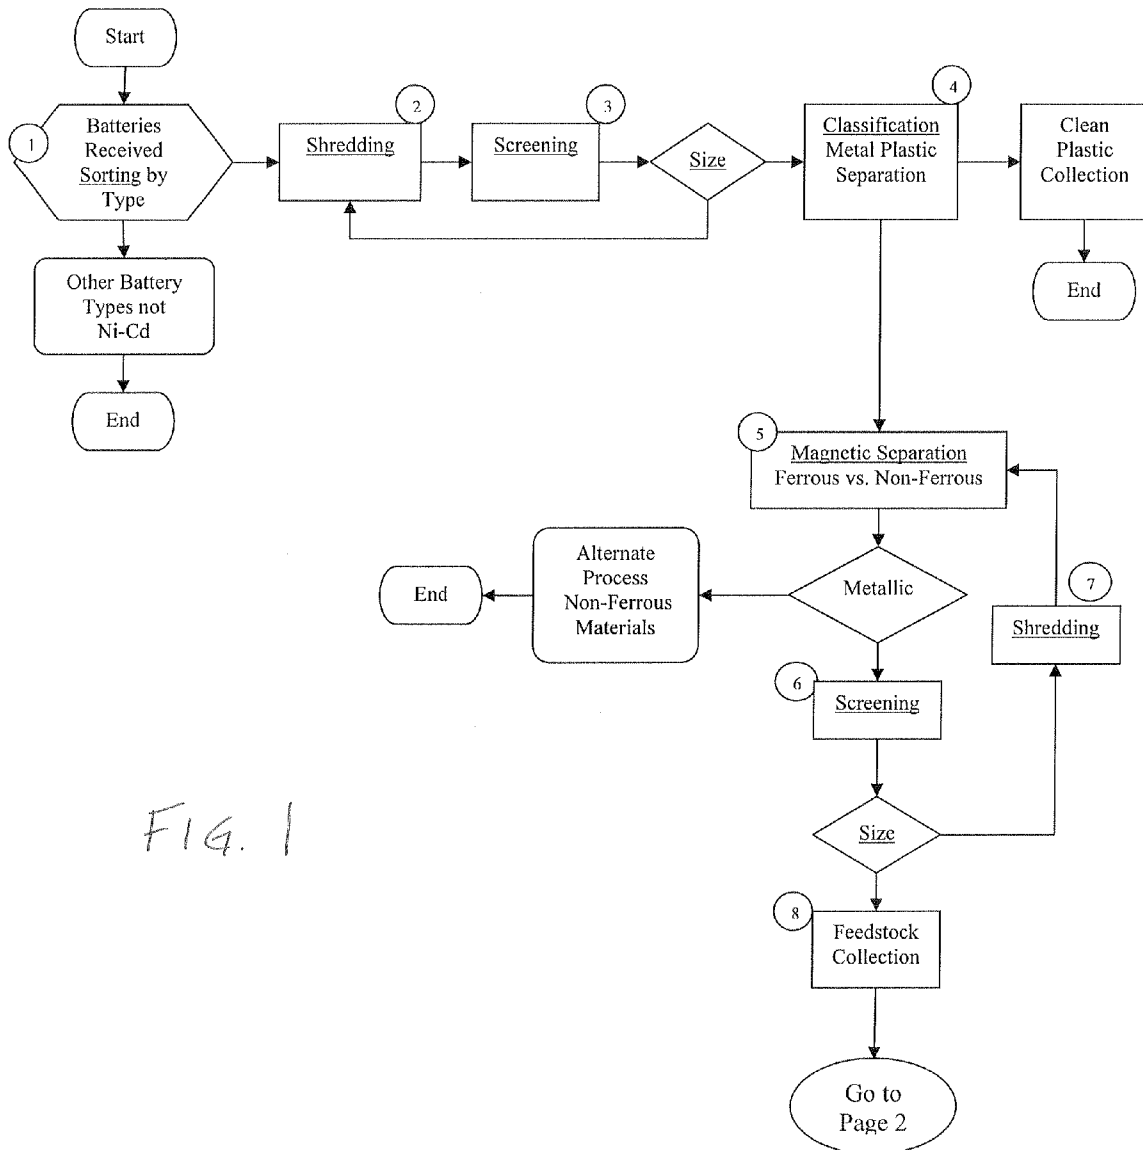 Start
1
Batteries
Received
Sorting by
Type
Other Battery
Types not
Ni-Cd
End
2
Shredding
3
Screening
Size
4
Classification
Metal Plastic
Separation
Clean
Plastic
Collection
End
5
Magnetic Separation
Ferrous vs. Non-Ferrous
Metallic
Alternate
Process
Non-Ferrous
Materials
End
7
Shredding
6
Screening
Size
8
Feedstock
Collection
Go to
Page 2
FIG. 1